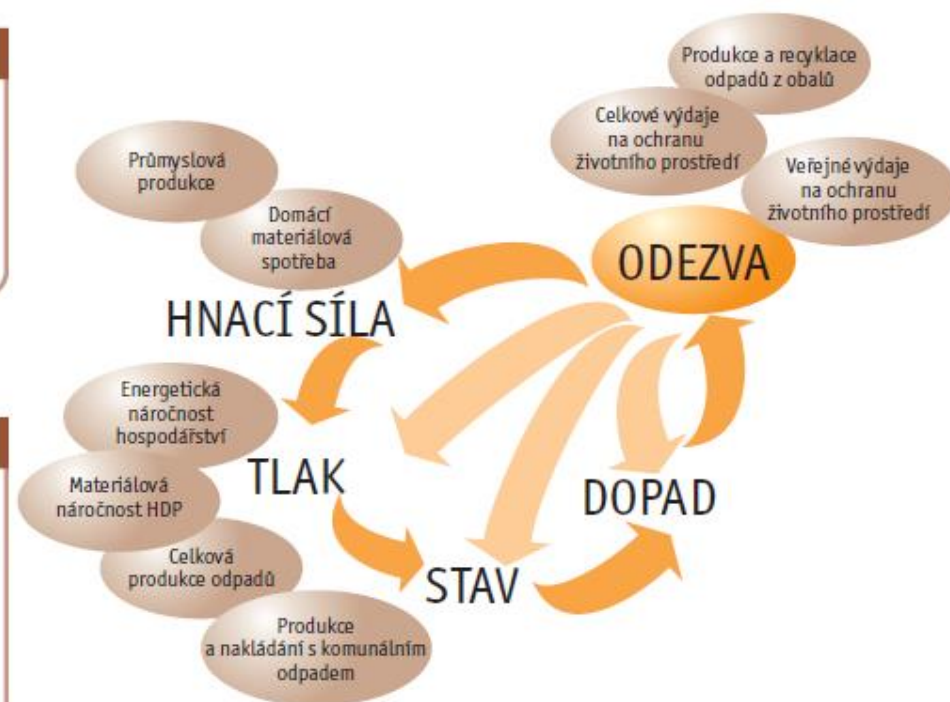 Produkce a recyklace
odpadů z obalů
Celkové výdaje
na ochranu
životního prostředí
Veřejné výdaje
na ochranu
životního prostředí
ODEZVA
Průmyslová
produkce
Domácí
materiálová
spotřeba
HNACÍ SÍLA
Energetická
náročnost
hospodářství
TLAK
Materiálová
náročnost HDP
Celková
produkce odpadů
Produkce
a nakládání s komunálním
odpadem
STAV
DOPAD